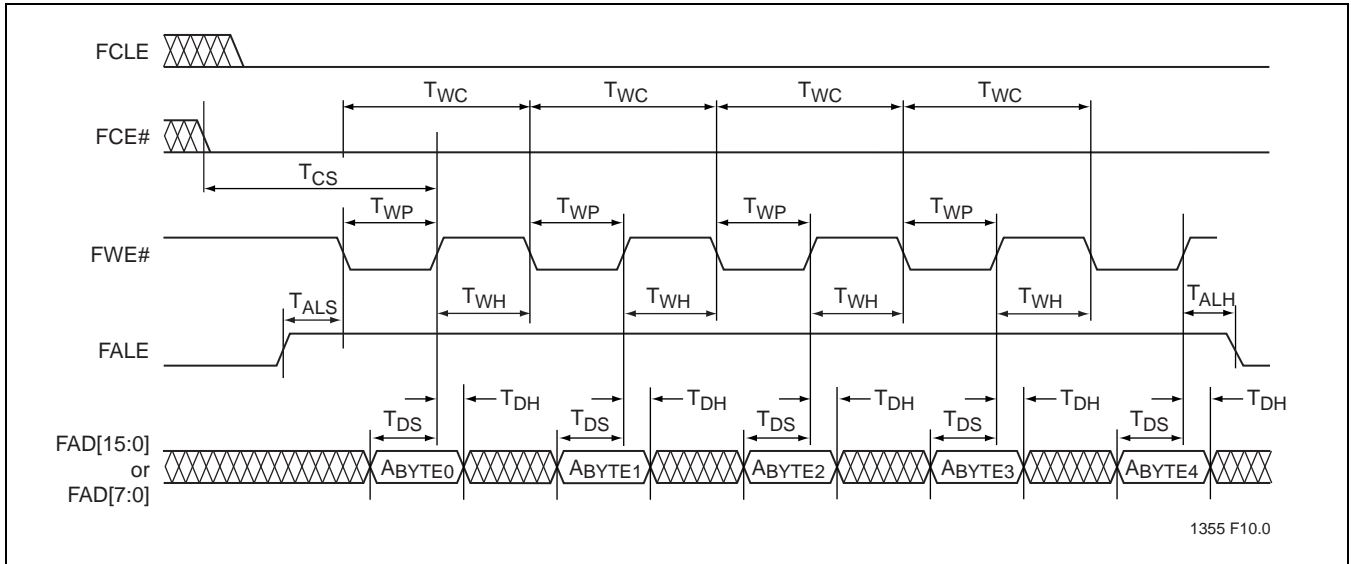 FCLE
TWC TWC TWC TWC
FCE#
TCS
TWP TWP TWP TWP
FWE#
TALS TWH TWH TWH TWH TALH
FALE
TDH TDH TDH TDH TDH
TDS TDS TDS TDS TDS
FAD[15:0]
or
FAD[7:0]
ABYTE0 ABYTE1 ABYTE2 ABYTE3 ABYTE4
1355 F10.0